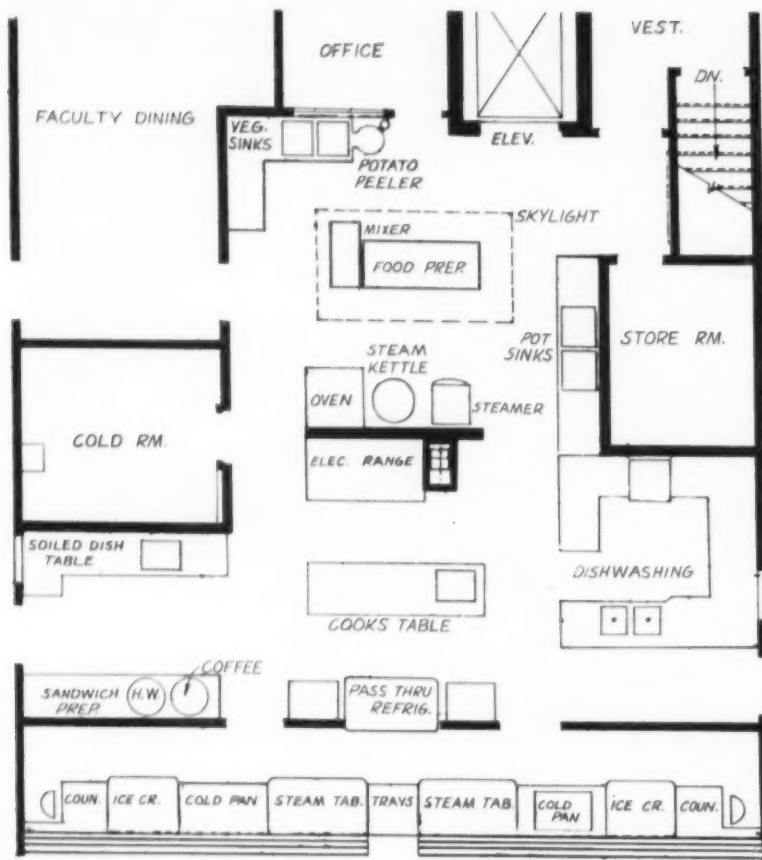 VEST.
OFFICE
DN.
FACULTY DINING
VEG.
SINKS
ELEV.
POTATO
PEELER
SKYLIGHT
MIXER
FOOD PREP.
STEAM
KETTLE
POT
SINKS
STORE RM.
OVEN
STEAMER
COLD RM.
ELEC. RANGE
SOILED DISH
TABLE
DISHWASHING
COOKS TABLE
COFFEE
SANDWICH
PREP.
H.W.
PASS THRU
REFRIG.
COUN.
ICE CR.
COLD PAN
STEAM TAB.
TRAYS
STEAM TAB.
COLD
PAN
ICE CR.
COUN.